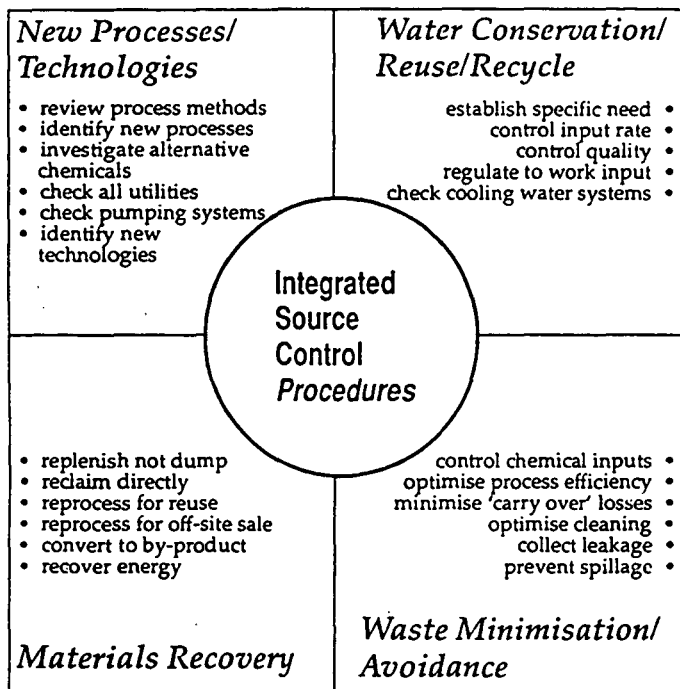 New Processes/
Technologies
• review process methods
• identify new processes
• investigate alternative
chemicals
• check all utilities
• check pumping systems
• identify new
technologies
Water Conservation/
Reuse/Recycle
establish specific need •
control input rate •
control quality •
regulate to work input •
check cooling water systems •
Integrated
Source
Control
Procedures
• replenish not dump
• reclaim directly
• reprocess for reuse
• reprocess for off-site sale
• convert to by-product
• recover energy
Materials Recovery
control chemical inputs •
optimise process efficiency •
minimise 'carry over' losses •
optimise cleaning •
collect leakage •
prevent spillage •
Waste Minimisation/
Avoidance